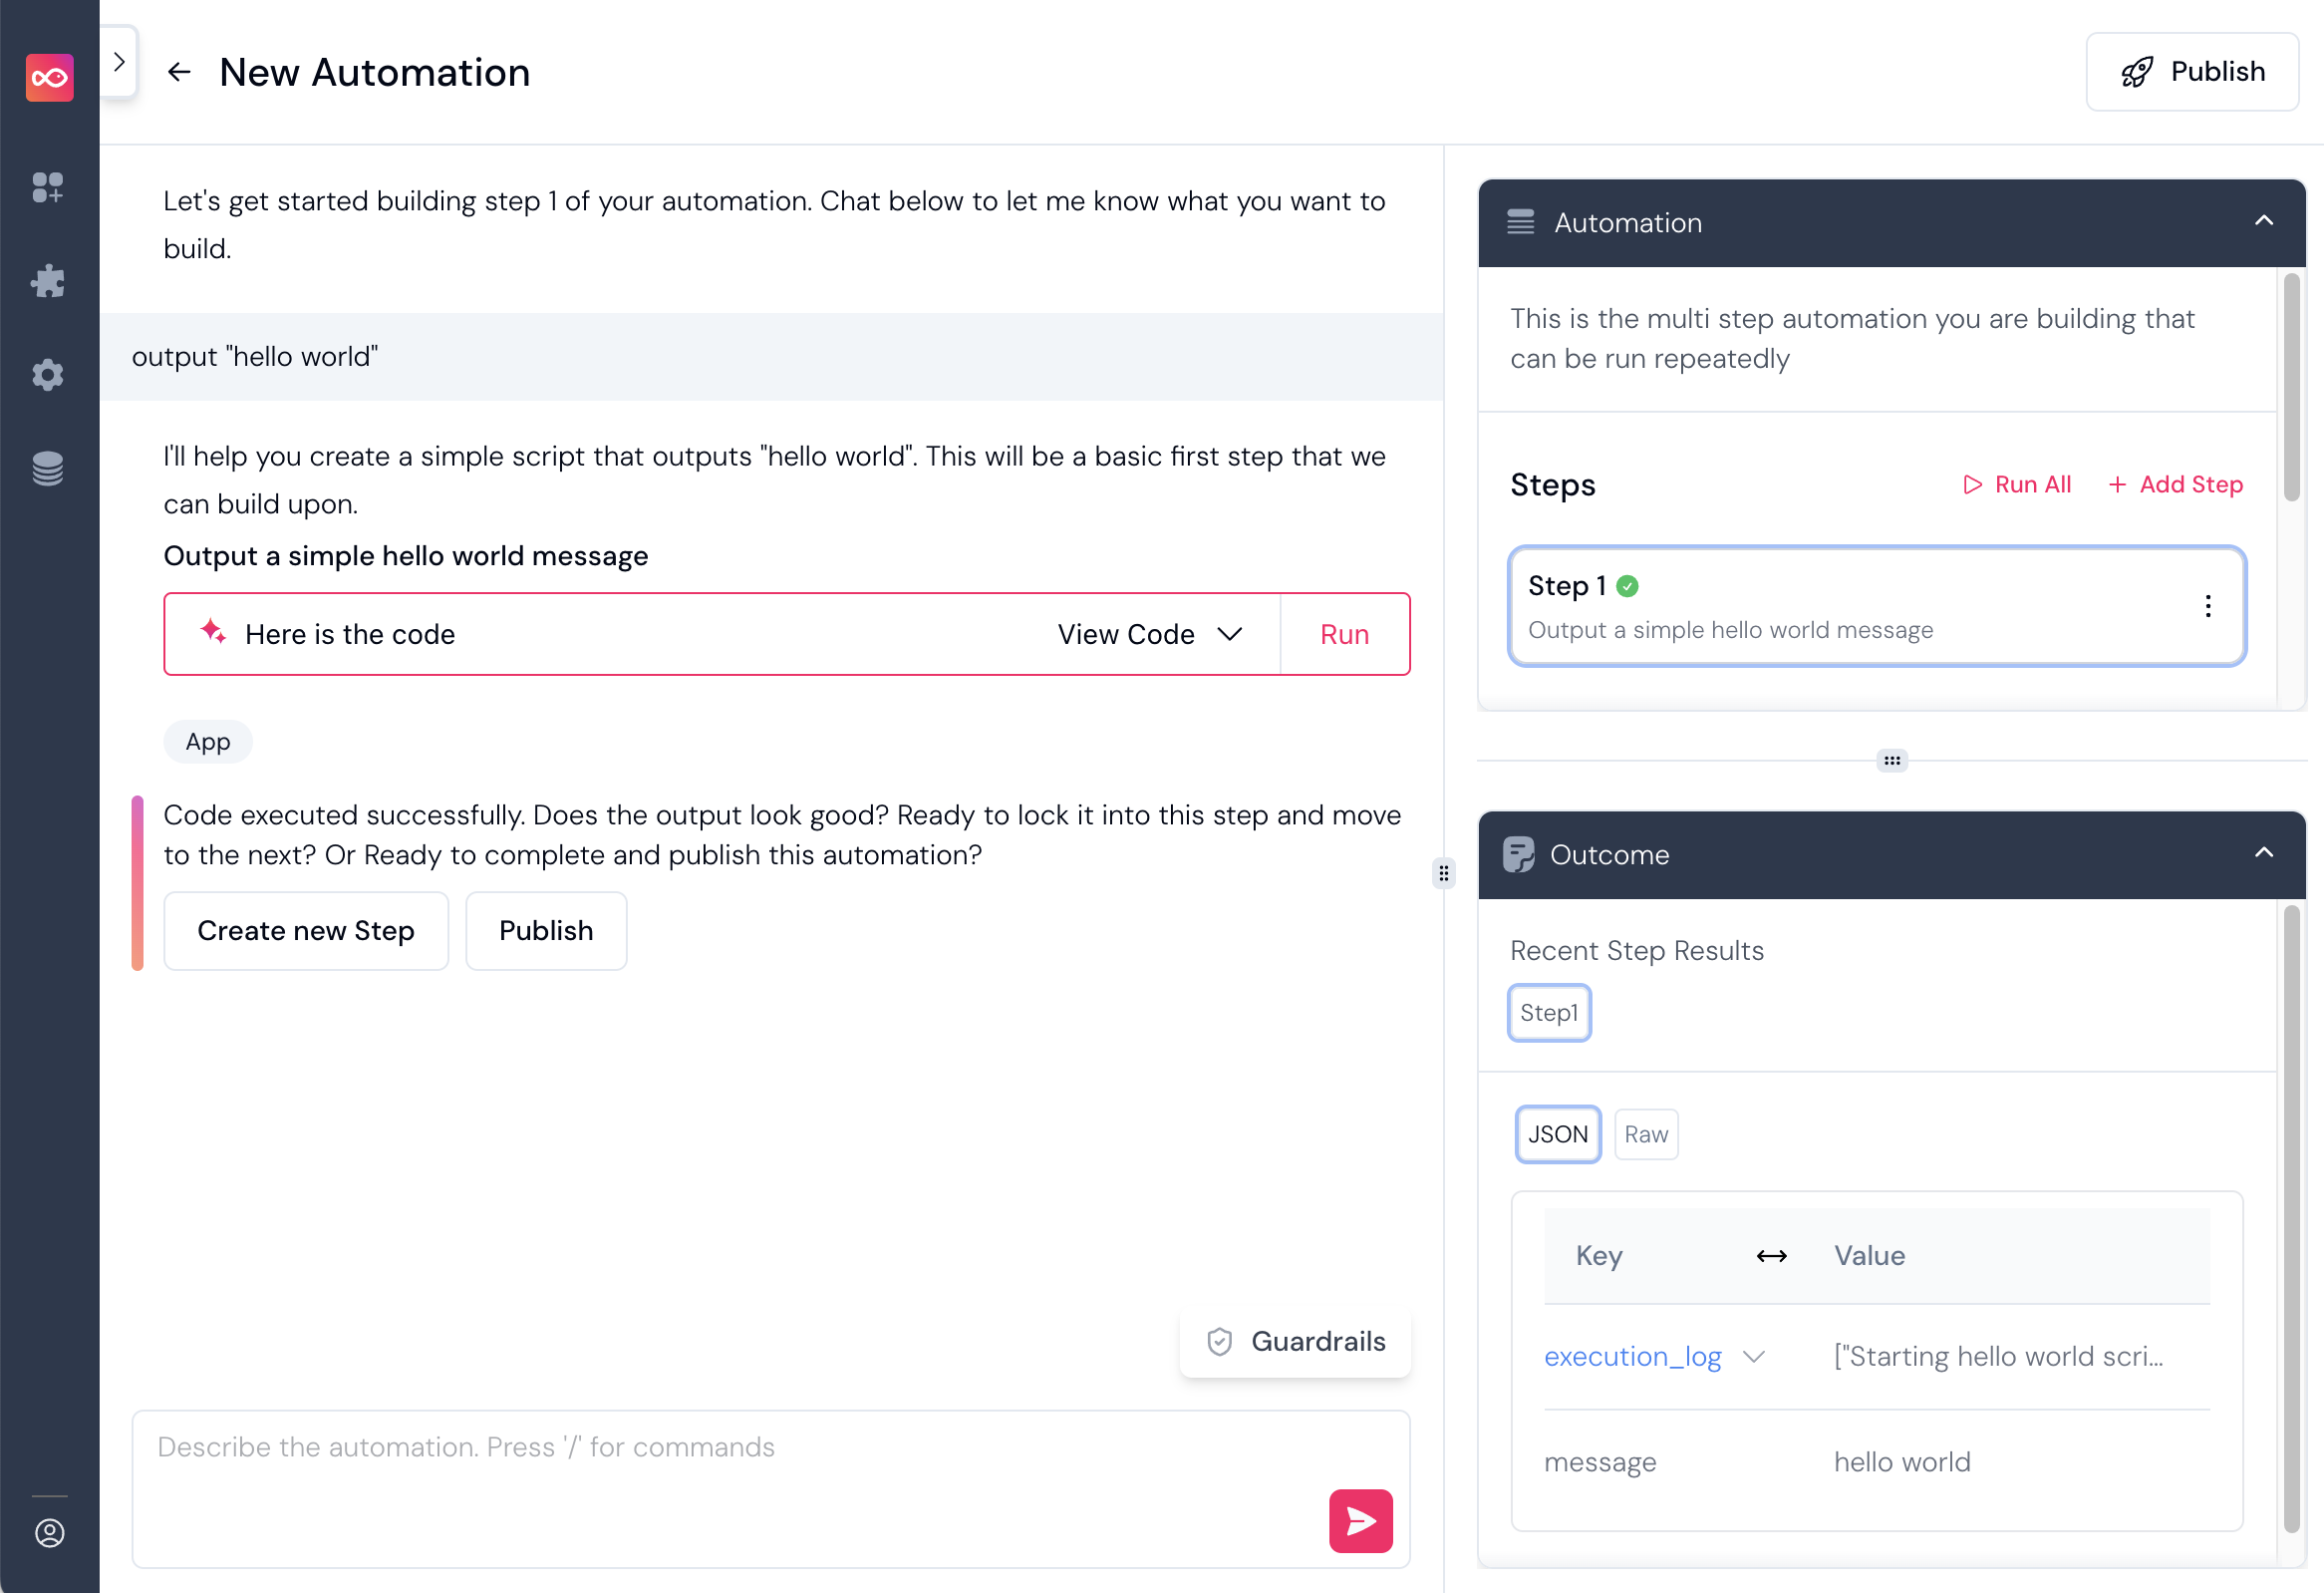 New Automation
Publish
Let's get started building step 1 of your automation. Chat below to let me know what you want to
build.
output "hello world"
I'll help you create a simple script that outputs "hello world". This will be a basic first step that we
can build upon.
Output a simple hello world message
Here is the code
View Code
Run
App
Code executed successfully. Does the output look good? Ready to lock it into this step and move
to the next? Or Ready to complete and publish this automation?
Create new Step
Publish
Guardrails
Describe the automation. Press '/' for commands
Automation
This is the multi step automation you are building that
can be run repeatedly
Steps
Run All
+ Add Step
Step 1
Output a simple hello world message
Outcome
Recent Step Results
Step1
JSON
Raw
Key
Value
execution_log
["Starting hello world scri...
message
hello world